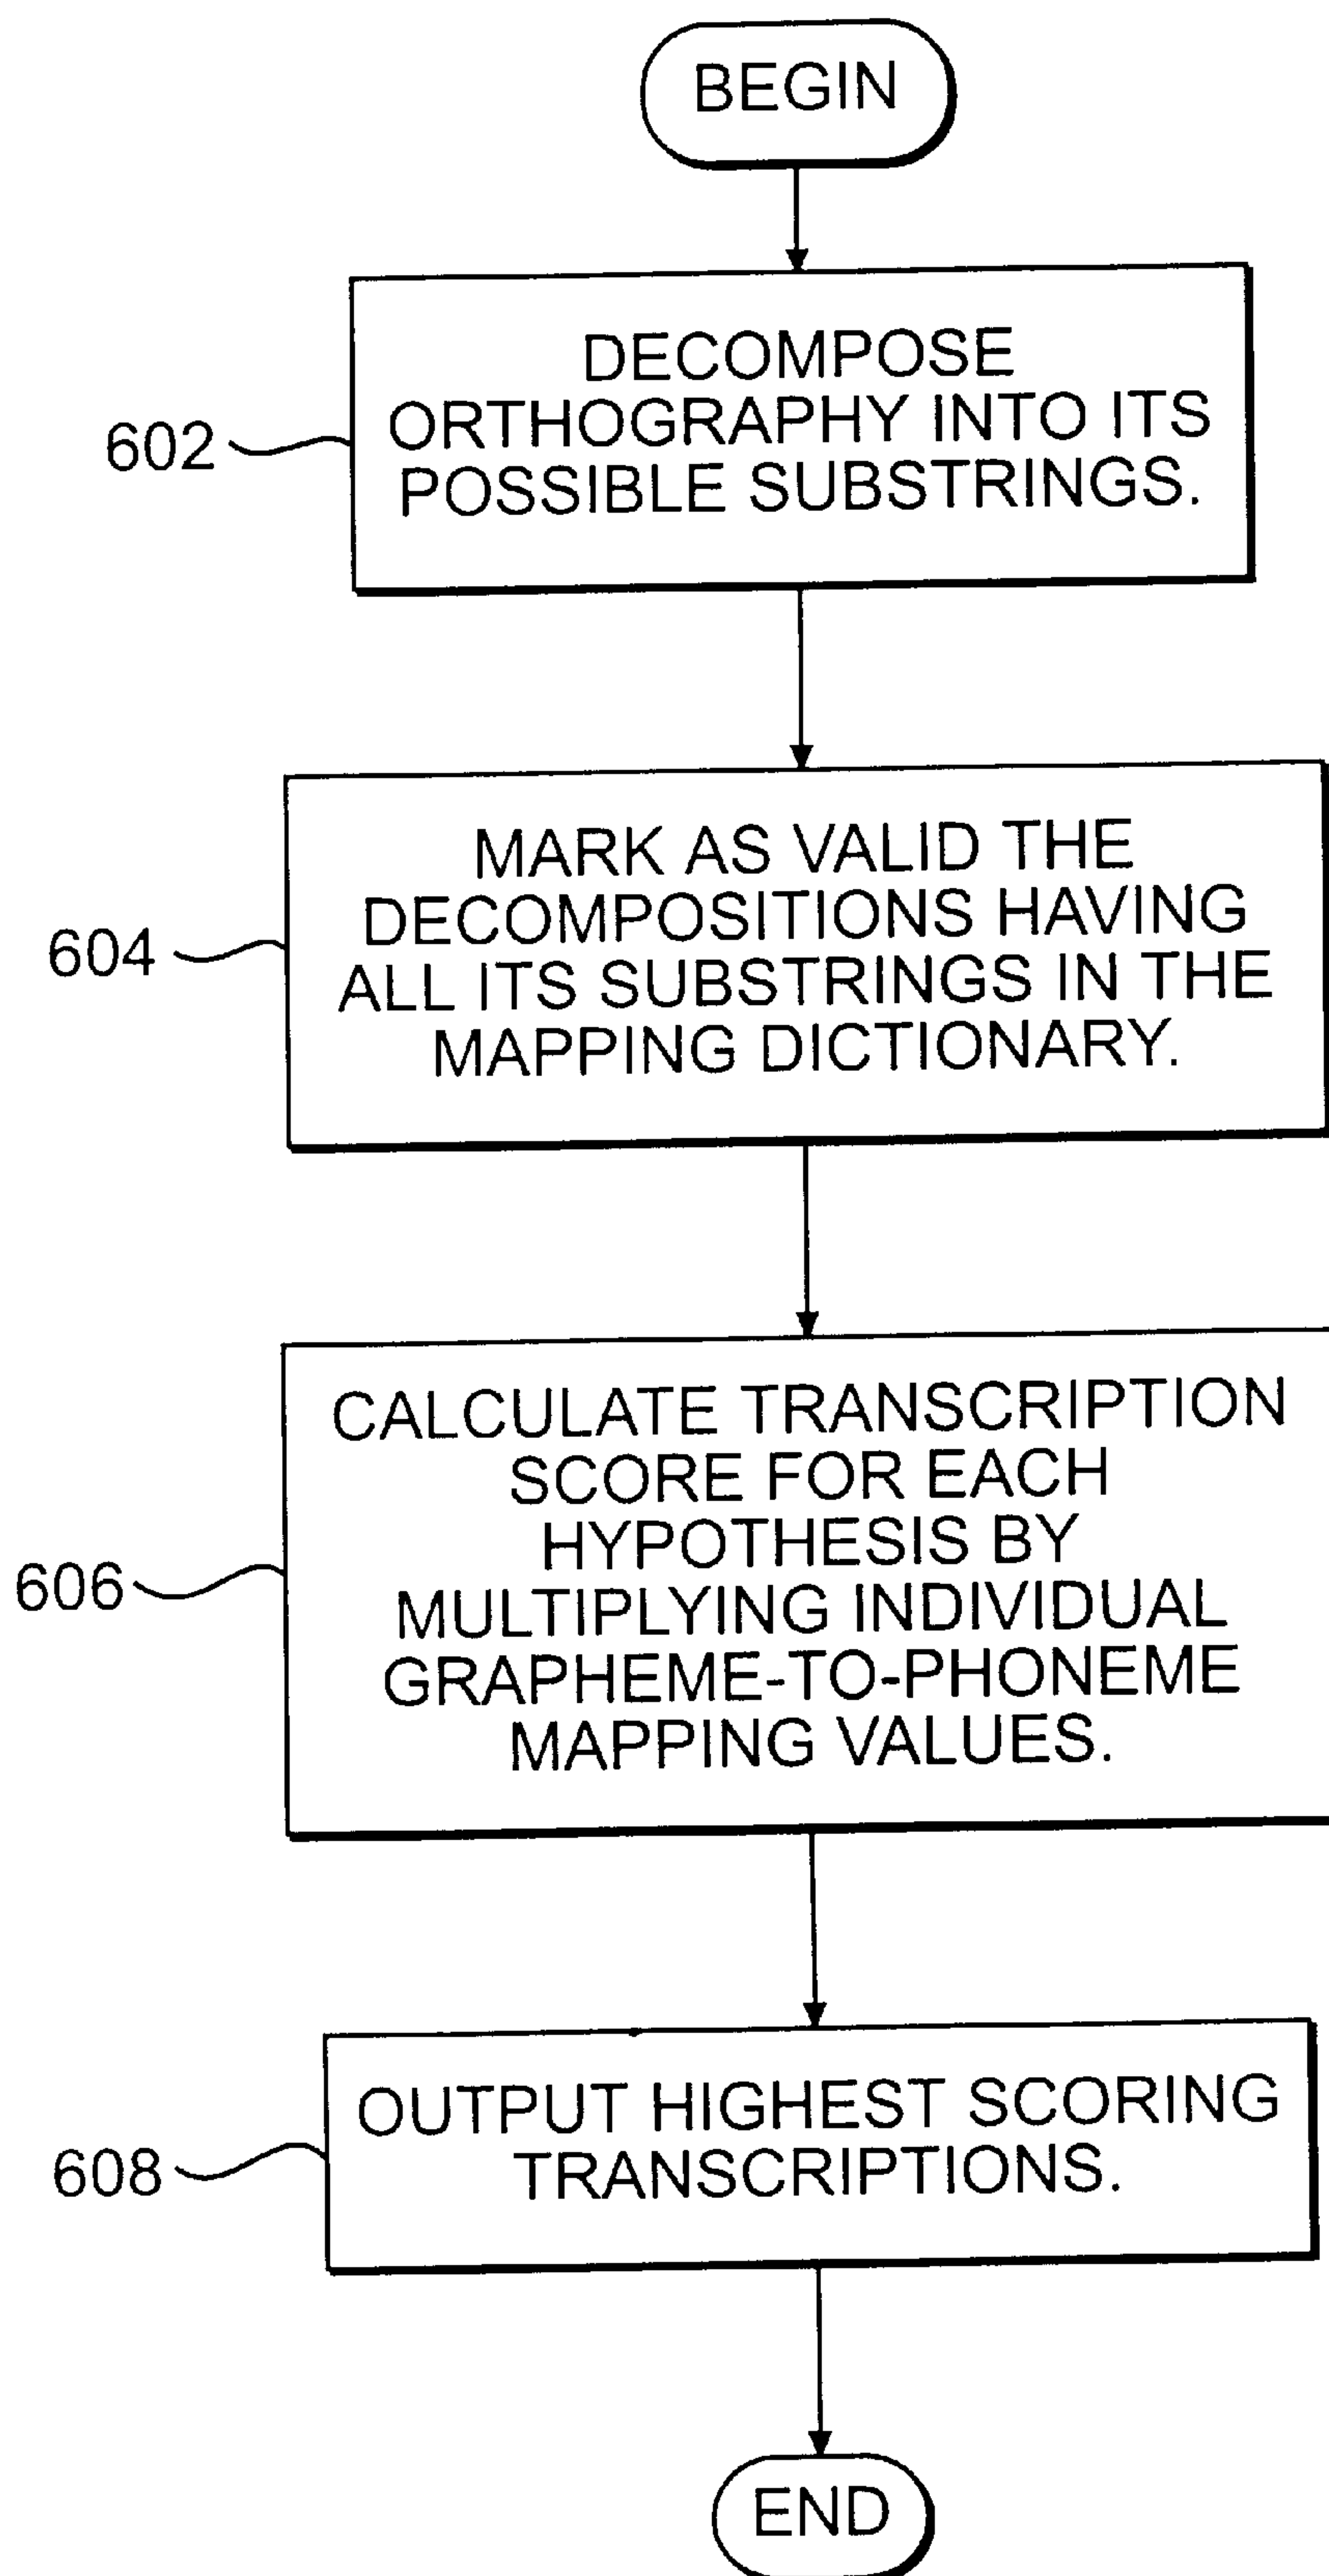 BEGIN
602
DECOMPOSE
ORTHOGRAPHY INTO ITS
POSSIBLE SUBSTRINGS.
604
MARK AS VALID THE
DECOMPOSITIONS HAVING
ALL ITS SUBSTRINGS IN THE
MAPPING DICTIONARY.
606
CALCULATE TRANSCRIPTION
SCORE FOR EACH
HYPOTHESIS BY
MULTIPLYING INDIVIDUAL
GRAPHEME-TO-PHONEME
MAPPING VALUES.
608
OUTPUT HIGHEST SCORING
TRANSCRIPTIONS.
END